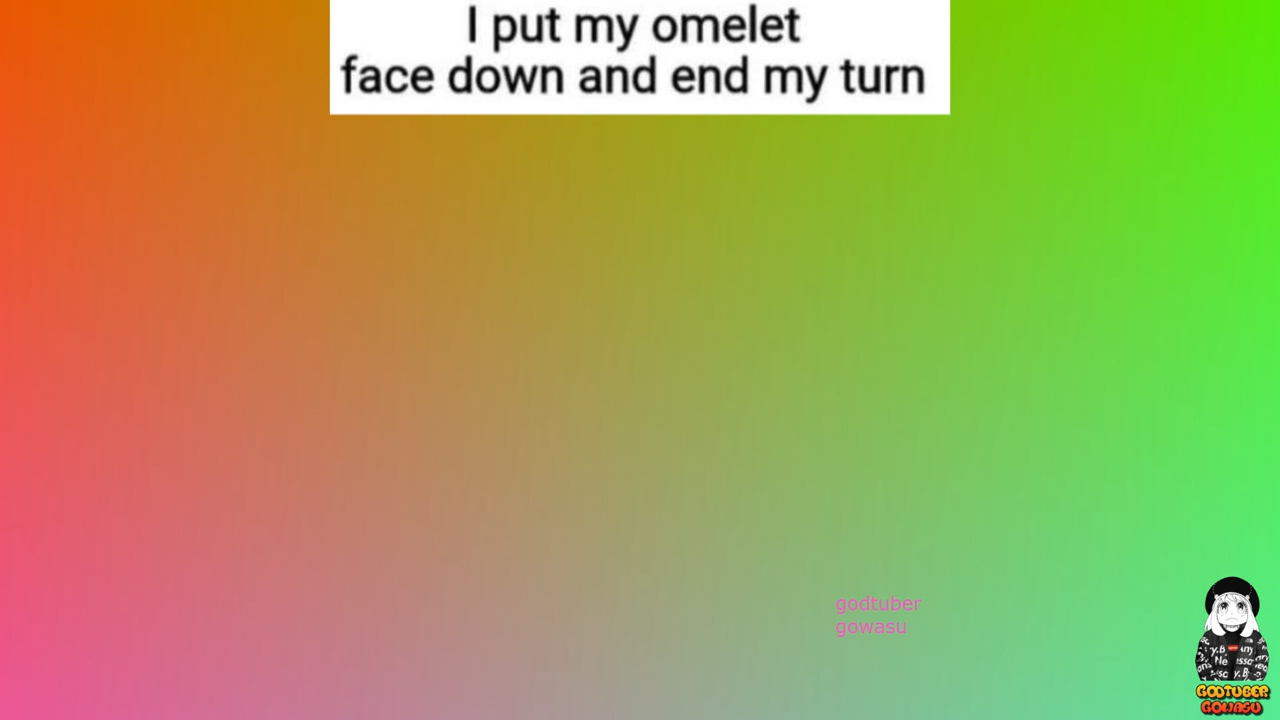 I put my omelet
face down and end my turn
godtuber
gowasu
GODTUBER
GOWASU